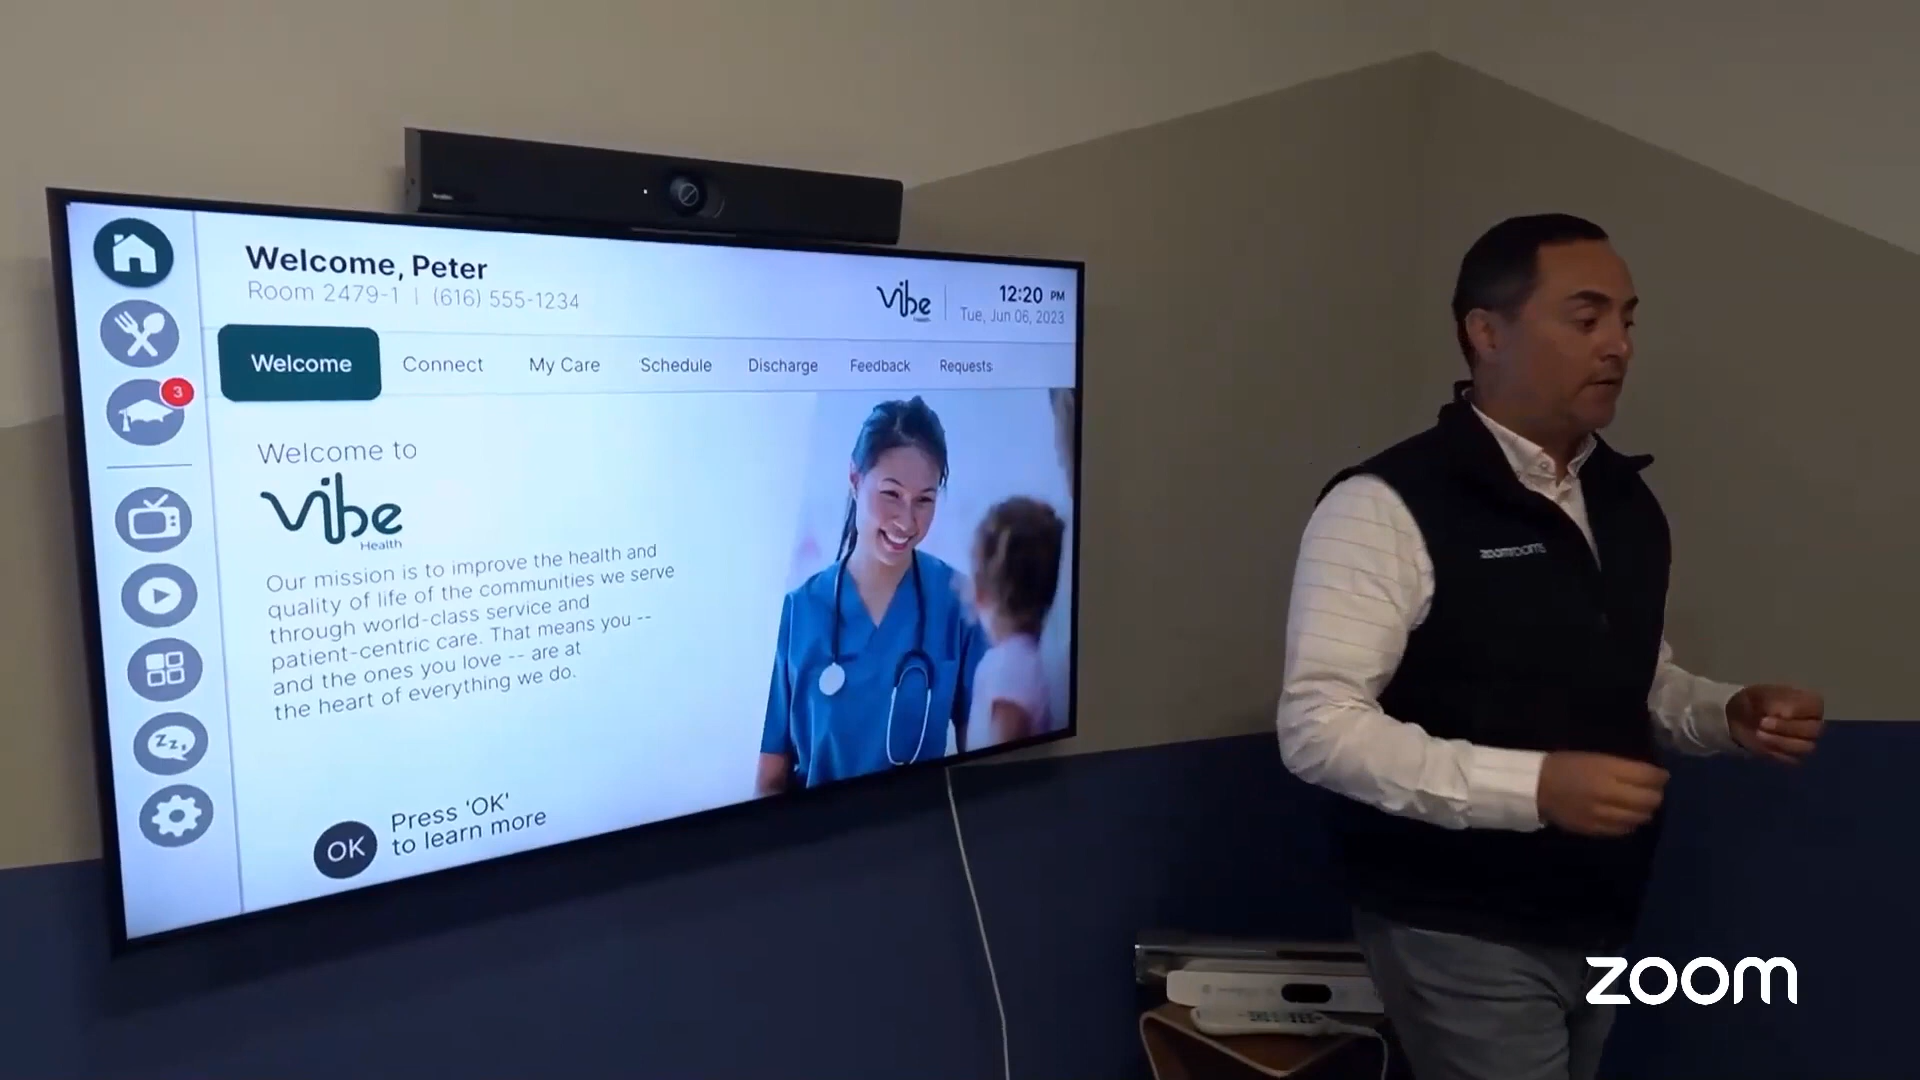 Welcome, Peter
Room 2479-1 | (616) 555-1234
vibe
Health
12:20 PM
Tue, Jun 06, 2023
Welcome
Connect
My Care
Schedule
Discharge
Feedback
Requests
3
Welcome to
vibe
Health
Our mission is to improve the health and
quality of life of the communities we serve
through world-class service and
patient-centric care. That means you --
and the ones you love -- are at
the heart of everything we do.
zz,
OK
Press 'OK'
to learn more
zoomrooms
zoom